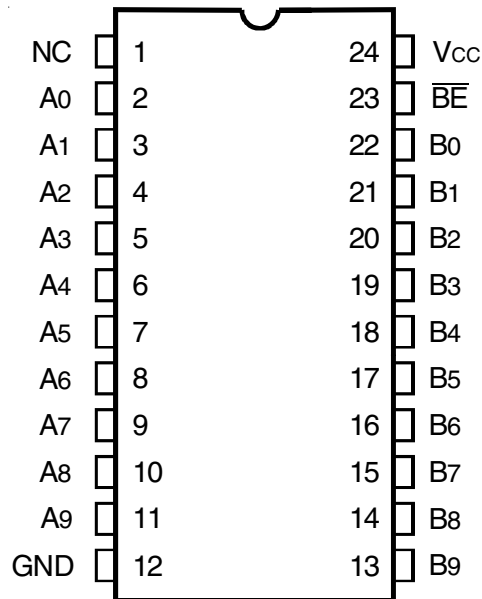 NC 1 24 VCC
A0 2 23 B̅E̅
A1 3 22 B0
A2 4 21 B1
A3 5 20 B2
A4 6 19 B3
A5 7 18 B4
A6 8 17 B5
A7 9 16 B6
A8 10 15 B7
A9 11 14 B8
GND 12 13 B9